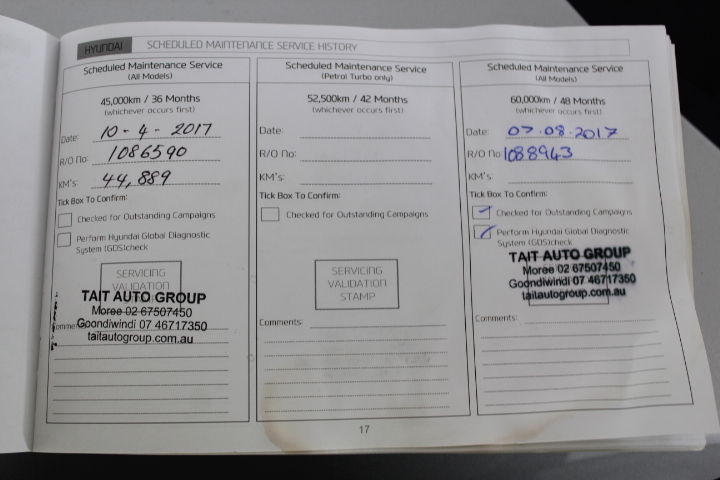 HYUNDAI SCHEDULED MAINTENANCE SERVICE HISTORY
Scheduled Maintenance Service
(All Models)
45,000km / 36 Months
(whichever occurs first)
Date: 10-4-2017
R/O No: 1086590
KM's: 44,889
Tick Box To Confirm:
Checked for Outstanding Campaigns
Perform Hyundai Global Diagnostic
System (GDS)check
SERVICING
VALIDATION
TAIT AUTO GROUP
Moree 02 67507450
Goondiwindi 07 46717350
taitautogroup.com.au
Comments:
Scheduled Maintenance Service
(Petrol Turbo only)
52,500km / 42 Months
(whichever occurs first)
Date:
R/O No:
KM's:
Tick Box To Confirm:
Checked for Outstanding Campaigns
SERVICING
VALIDATION
STAMP
Comments:
Scheduled Maintenance Service
(All Models)
60,000km / 48 Months
(whichever occurs first)
Date: 07.08.2017
R/O No: 1088943
KM's:
Tick Box To Confirm:
Checked for Outstanding Campaigns
Perform Hyundai Global Diagnostic
System (GDS)check
TAIT AUTO GROUP
Moree 02 67507450
Goondiwindi 07 46717350
taitautogroup.com.au
Comments:
17